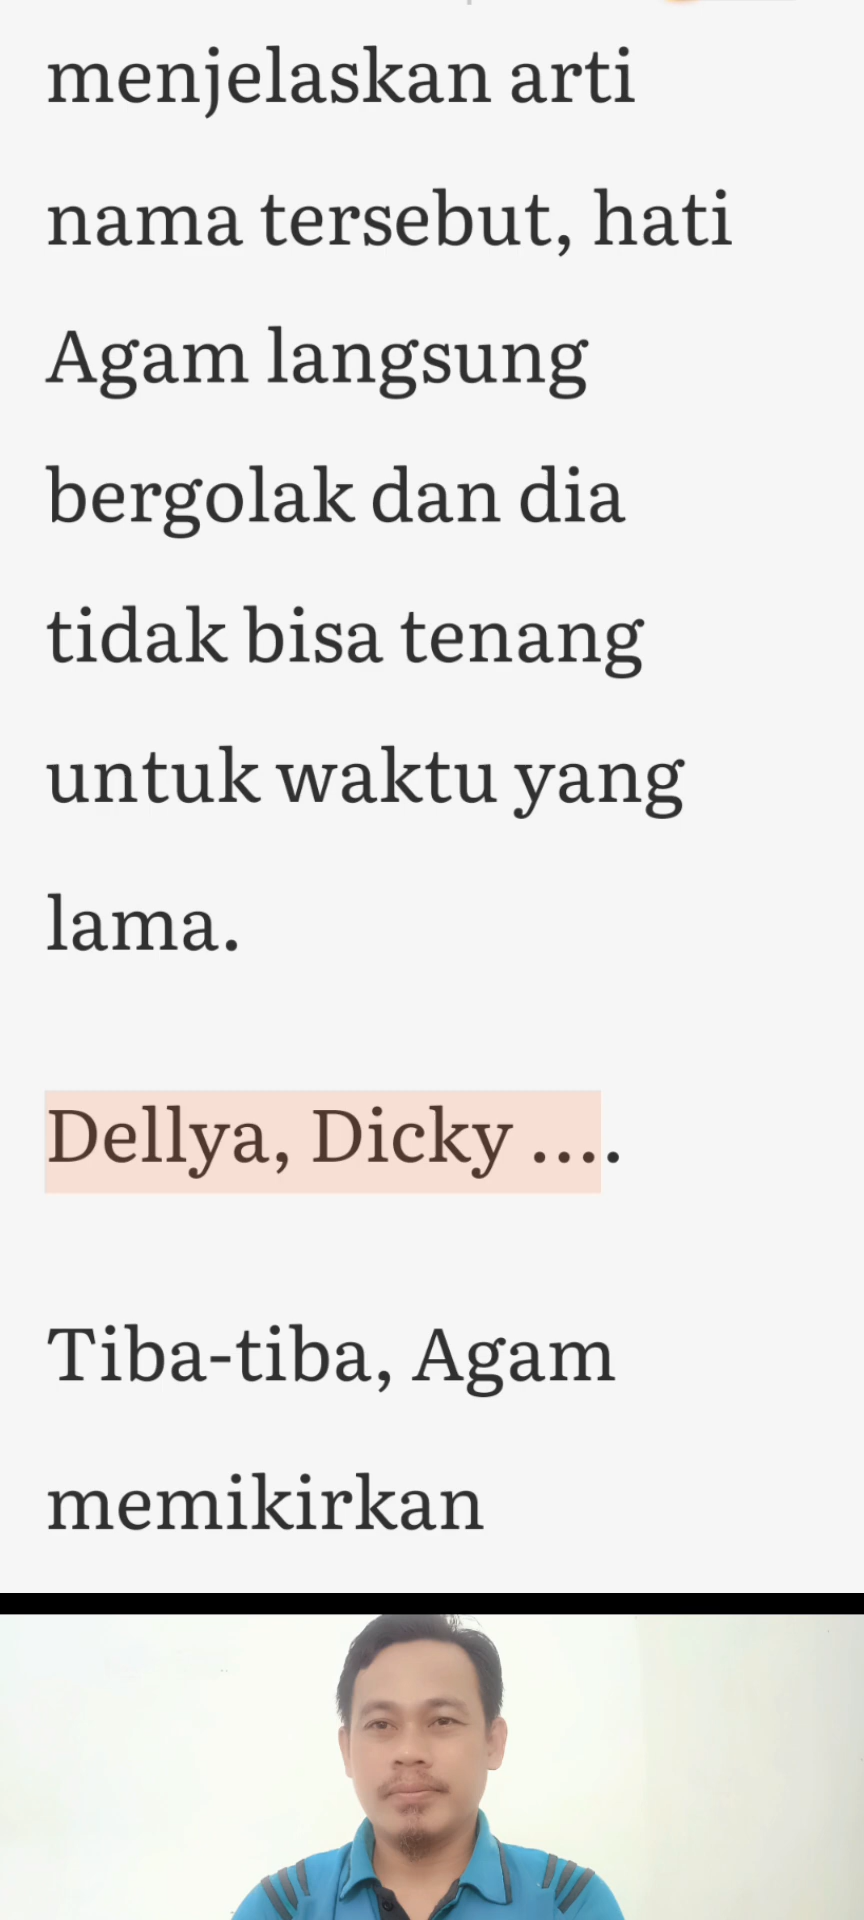 menjelaskan arti
nama tersebut, hati
Agam langsung
bergolak dan dia
tidak bisa tenang
untuk waktu yang
lama.
Dellya, Dicky ....
Tiba-tiba, Agam
memikirkan